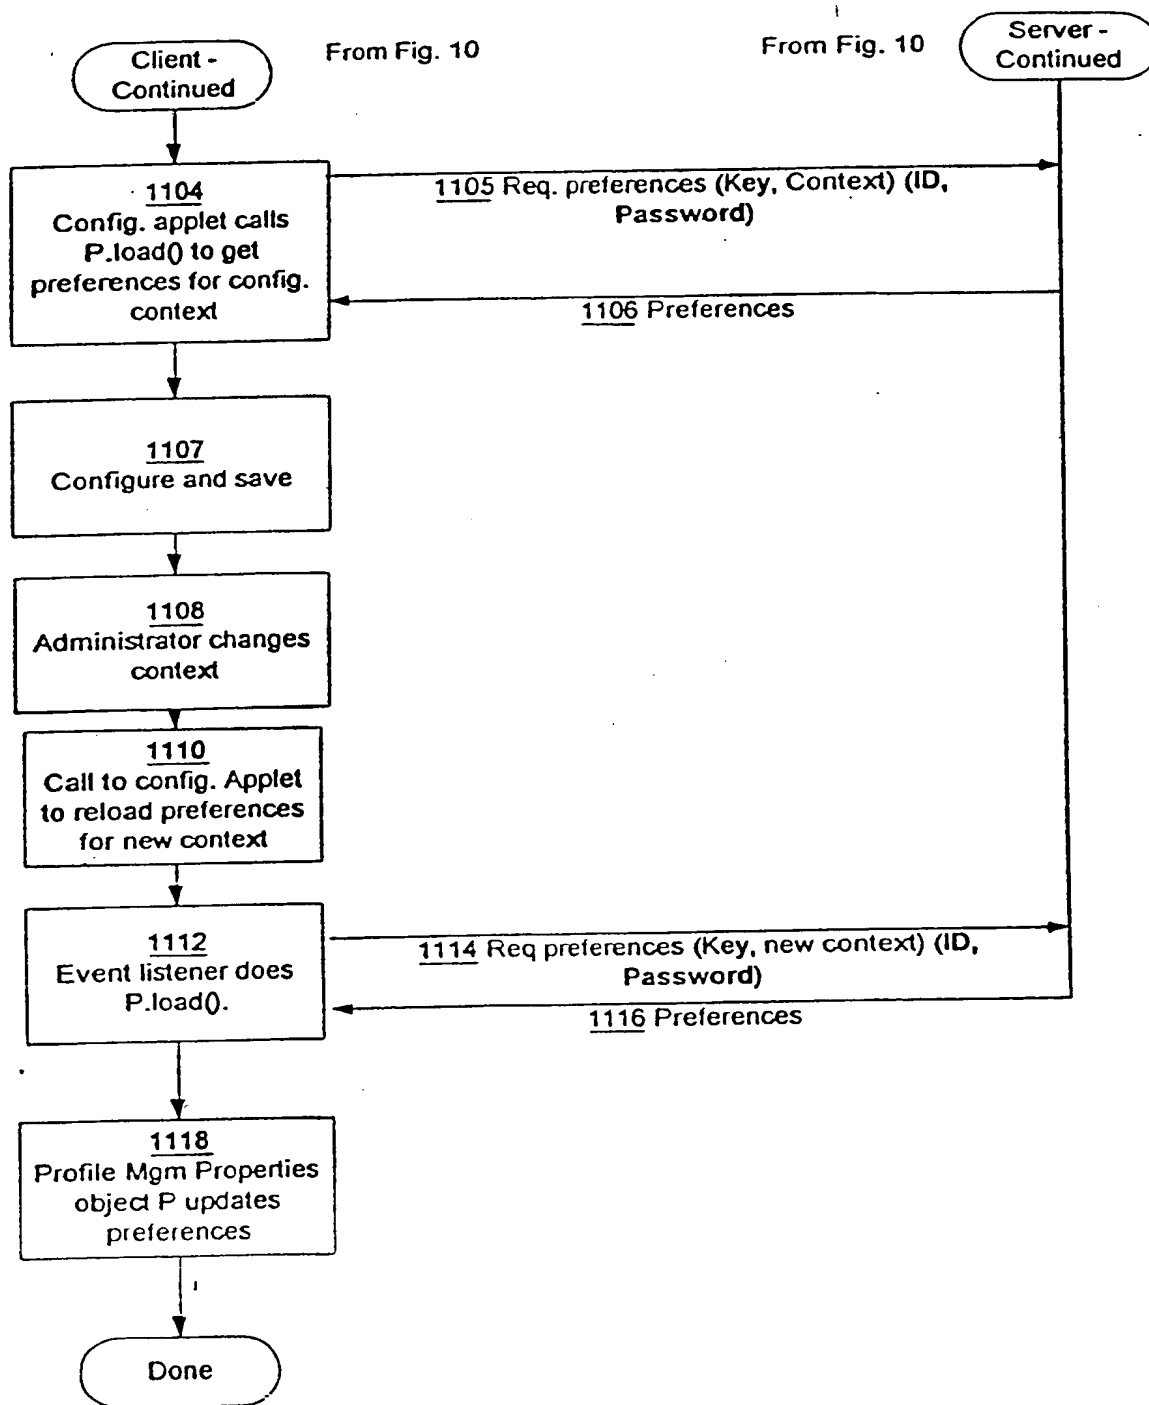 Client -
Continued
From Fig. 10
From Fig. 10
Server -
Continued
1104
Config. applet calls
P.load() to get
preferences for config.
context
1105 Req. preferences (Key, Context) (ID,
Password)
1106 Preferences
1107
Configure and save
1108
Administrator changes
context
1110
Call to config. Applet
to reload preferences
for new context
1112
Event listener does
P.load().
1114 Req preferences (Key, new context) (ID,
Password)
1116 Preferences
1118
Profile Mgm Properties
object P updates
preferences
Done